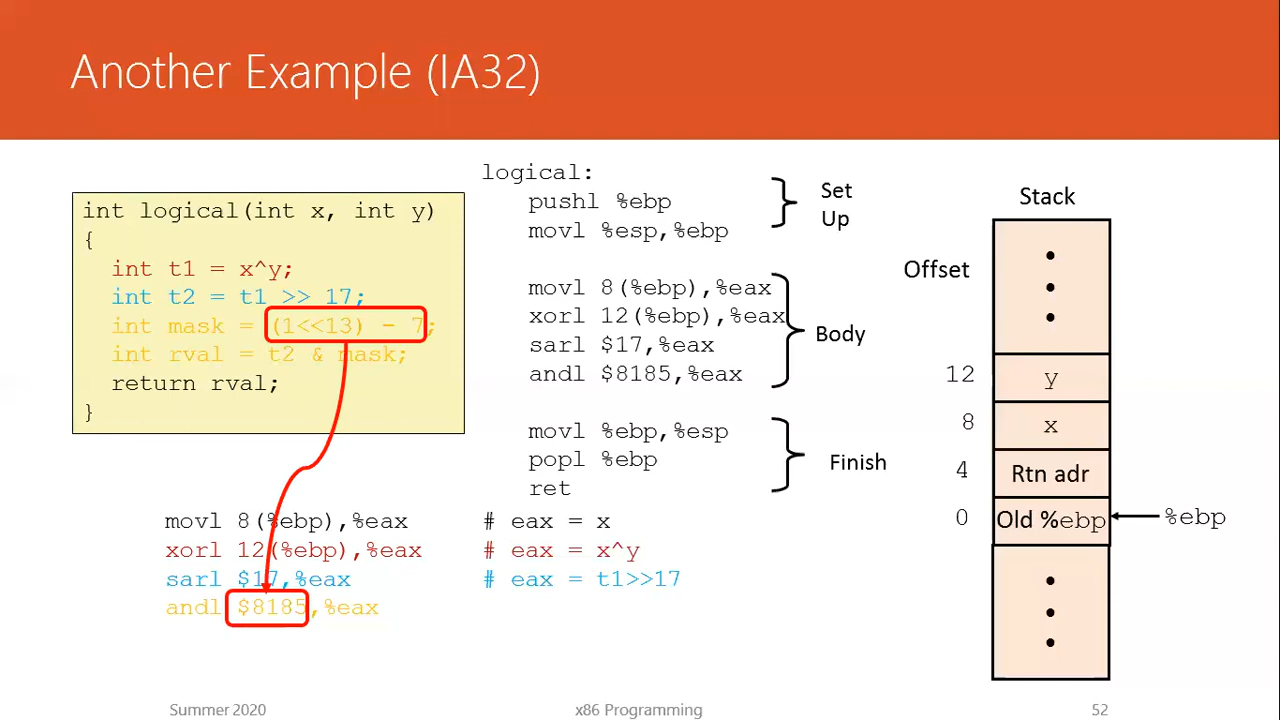 Another Example (IA32)
int logical(int x, int y)
{
int t1 = x^y;
int t2 = t1 >> 17;
int mask = (1<<13) - 7;
int rval = t2 & mask;
return rval;
}
logical:
pushl %ebp
movl %esp,%ebp
Set
Up
movl 8(%ebp),%eax
xorl 12(%ebp),%eax
sarl $17,%eax
andl $8185,%eax
Body
movl %ebp,%esp
popl %ebp
ret
Finish
movl 8(%ebp),%eax # eax = x
xorl 12(%ebp),%eax # eax = x^y
sarl $17,%eax # eax = t1>>17
andl $8185,%eax
Stack
Offset
12 y
8 x
4 Rtn adr
0 Old %ebp %ebp
Summer 2020 x86 Programming 52